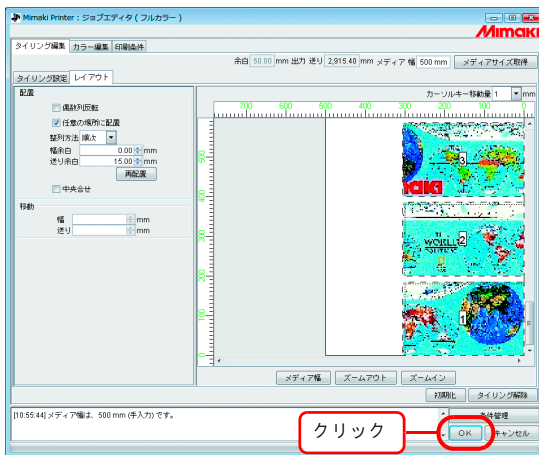 Mimaki Printer : ジョブエディタ ( フルカラー )
Mimaki
タイリング編集 カラー編集 印刷条件
余白 50.00 mm 出力 送り 2,915.40 mm メディア 幅 500 mm メディアサイズ取得
タイリング設定 レイアウト
配置
カーソルキー移動量 1 mm
偶数列反転
任意の場所に配置
整列方法 順次
幅余白 0.00 mm
送り余白 15.00 mm
再配置
中央合せ
移動
幅 mm
送り mm
700 600 500 400 300 200 100 0
3
maki
WORLD 2
1
メディア幅 ズームアウト ズームイン
初期化 タイリング解除
[10:55:44] メディア幅は、500 mm (手入力) です。
条件管理
クリック
OK キャンセル